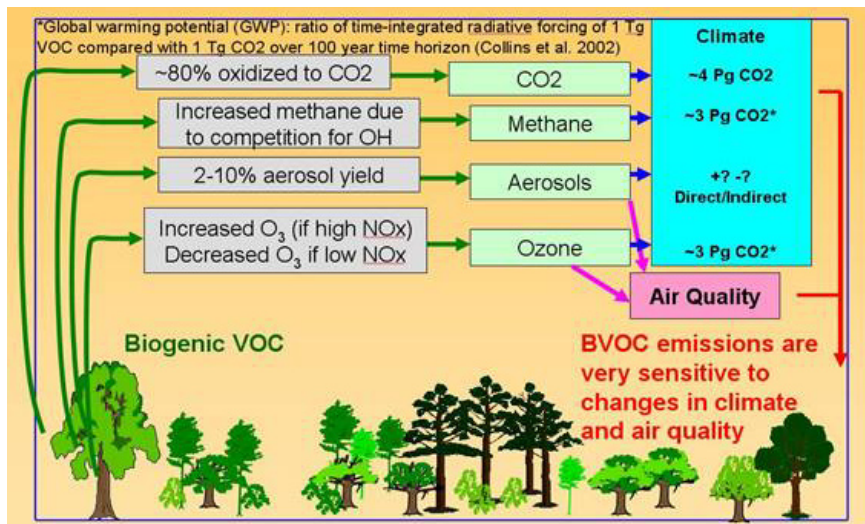 *Global warming potential (GWP): ratio of time-integrated radiative forcing of 1 Tg
VOC compared with 1 Tg CO2 over 100 year time horizon (Collins et al. 2002)
Climate
~80% oxidized to CO2
CO2
~4 Pg CO2
Increased methane due
to competition for OH
Methane
~3 Pg CO2*
2-10% aerosol yield
Aerosols
+? -?
Direct/Indirect
Increased O₃ (if high NOx)
Decreased O₃ if low NOx
Ozone
~3 Pg CO2*
Air Quality
Biogenic VOC
BVOC emissions are
very sensitive to
changes in climate
and air quality